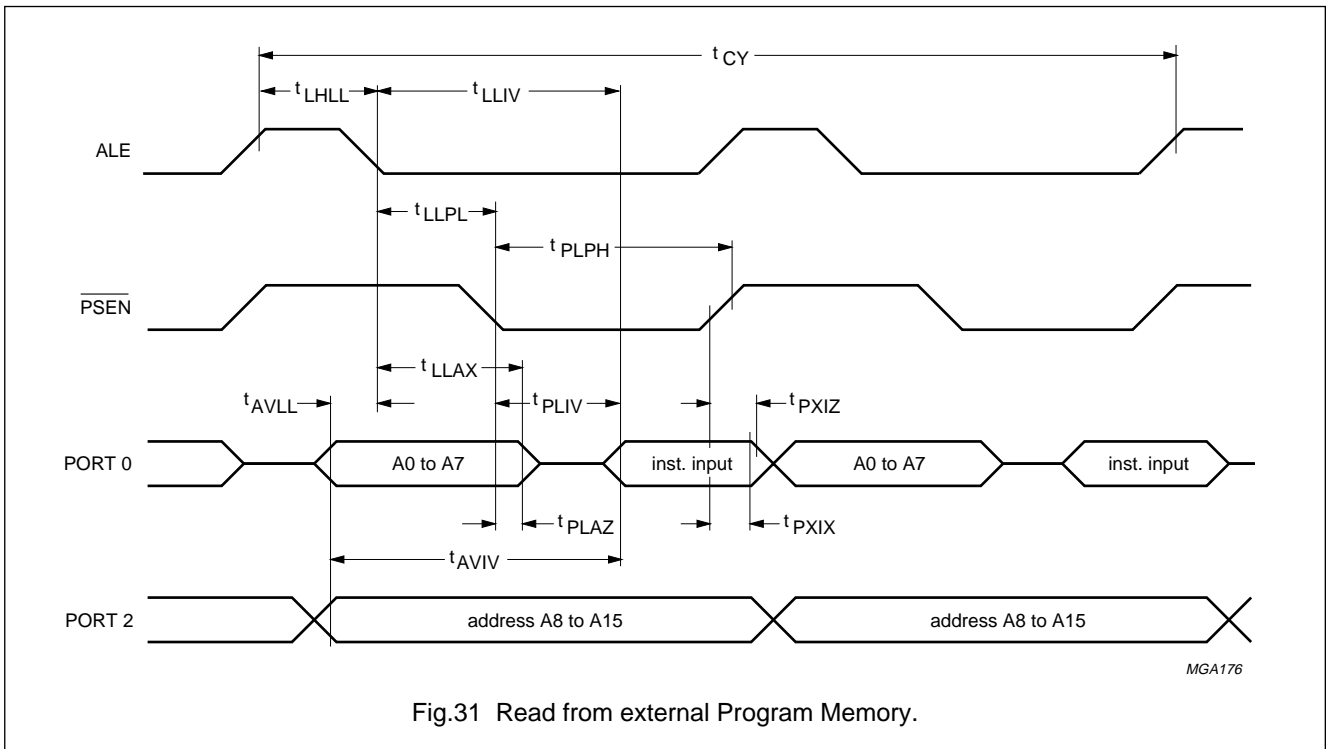 t CY
t LHLL
t LLIV
ALE
t LLPL
t PLPH
PSEN
t LLAX
t AVLL
t PLIV
t PXIZ
PORT 0
A0 to A7
inst. input
A0 to A7
inst. input
t PLAZ
t PXIX
t AVIV
PORT 2
address A8 to A15
address A8 to A15
MGA176
Fig.31 Read from external Program Memory.